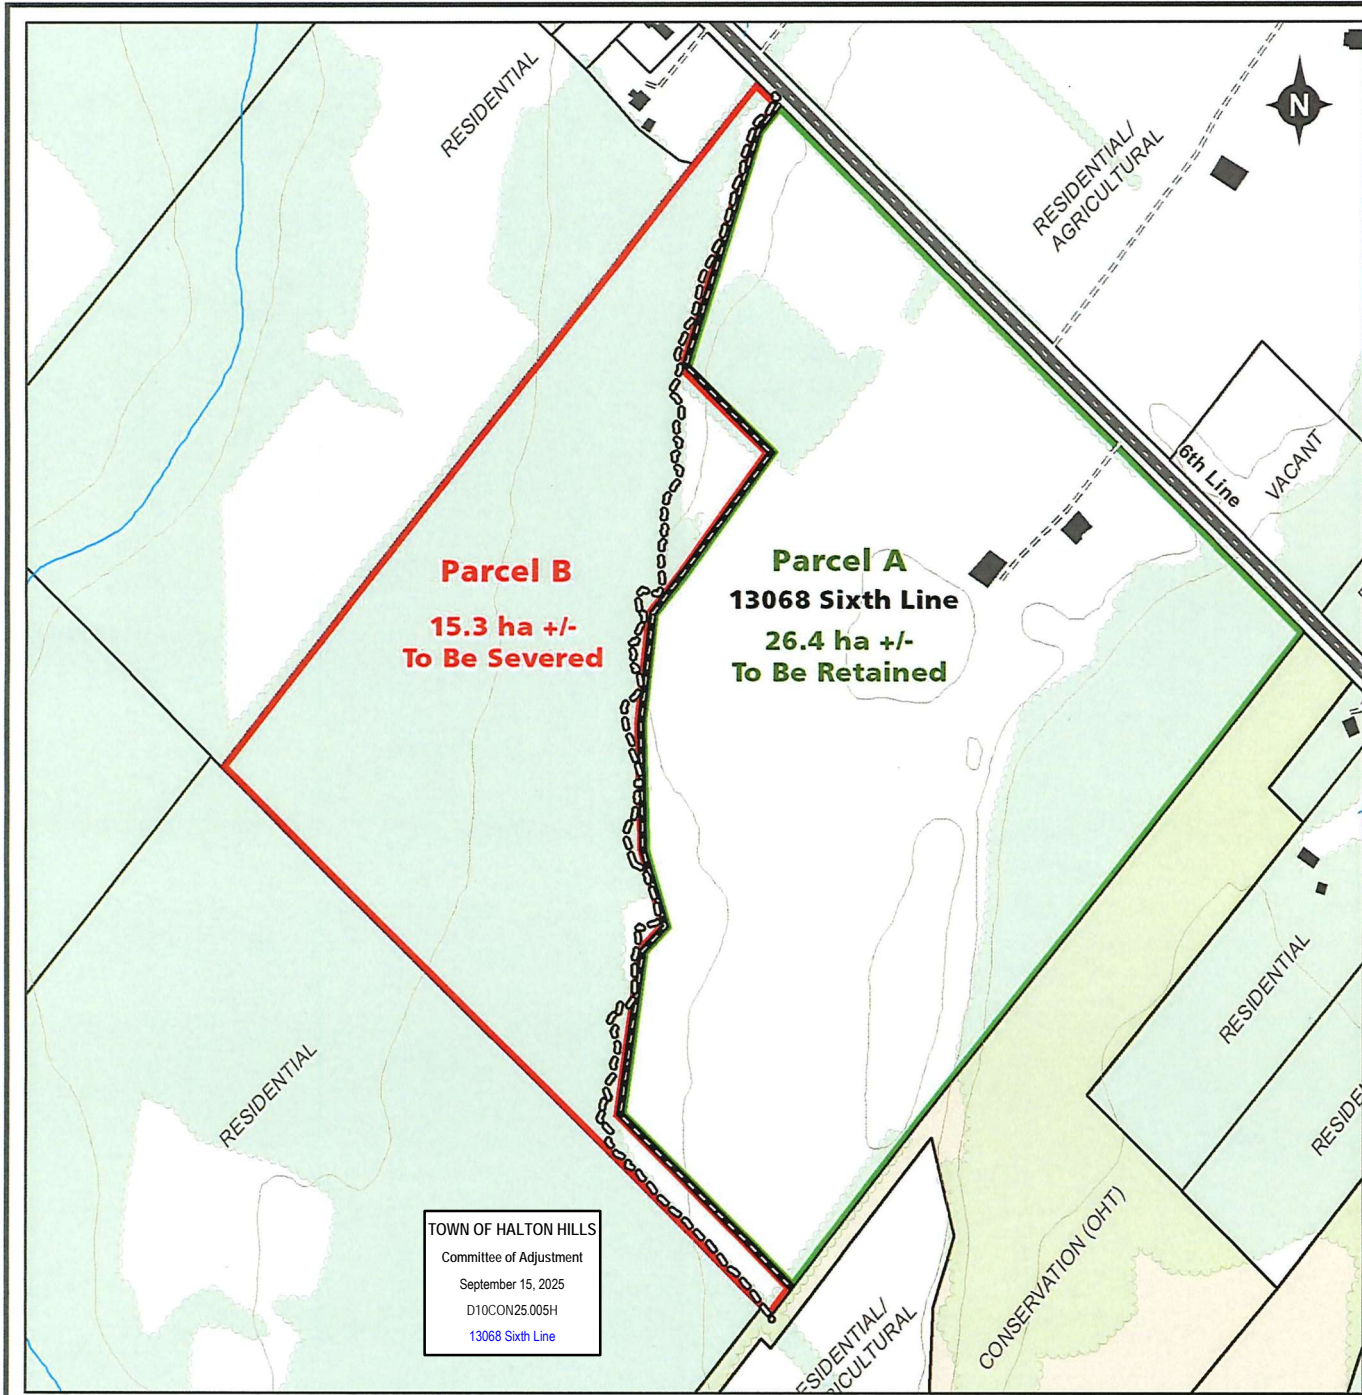 RESIDENTIAL
N
RESIDENTIAL/
AGRICULTURAL
6th Line
VACANT
Parcel B
15.3 ha +/-
To Be Severed
Parcel A
13068 Sixth Line
26.4 ha +/-
To Be Retained
RESIDENTIAL
RESIDENTIAL
CONSERVATION (OHT)
TOWN OF HALTON HILLS
Committee of Adjustment
September 15, 2025
D10CON25.005H
13068 Sixth Line